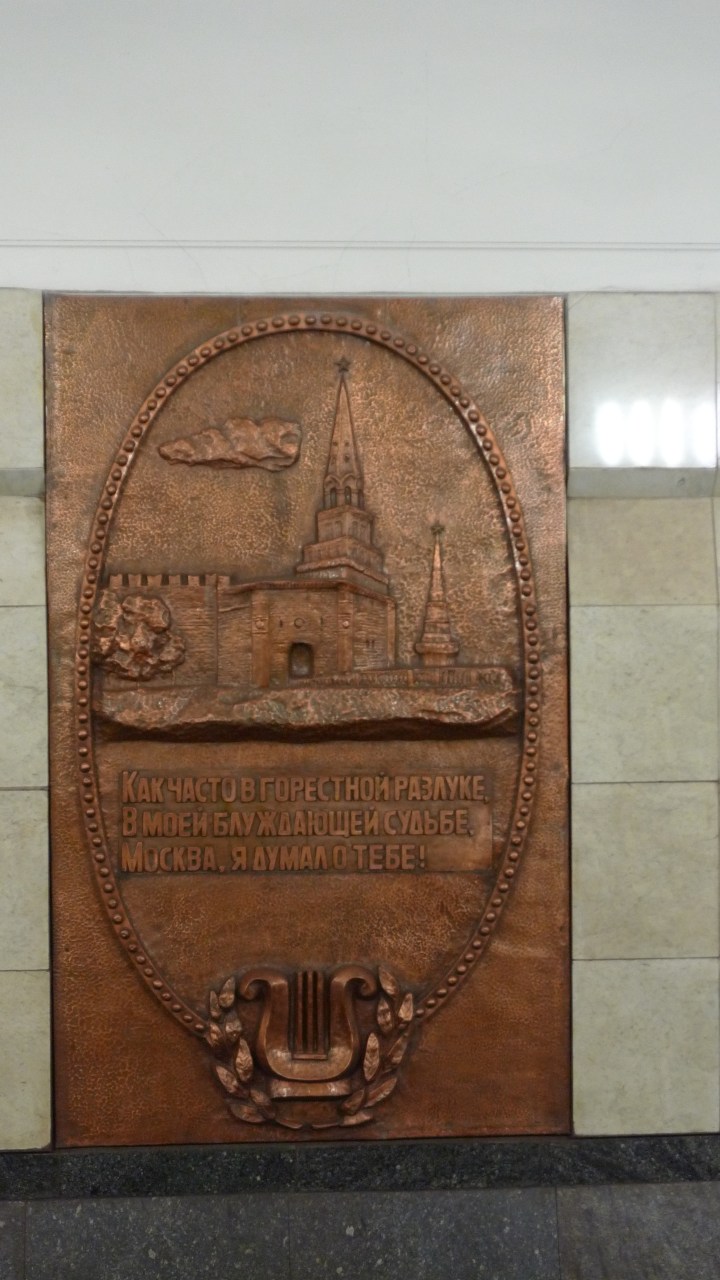 Как часто в горестной разлуке,
В моей блуждающей судьбе,
Москва, я думал о тебе!